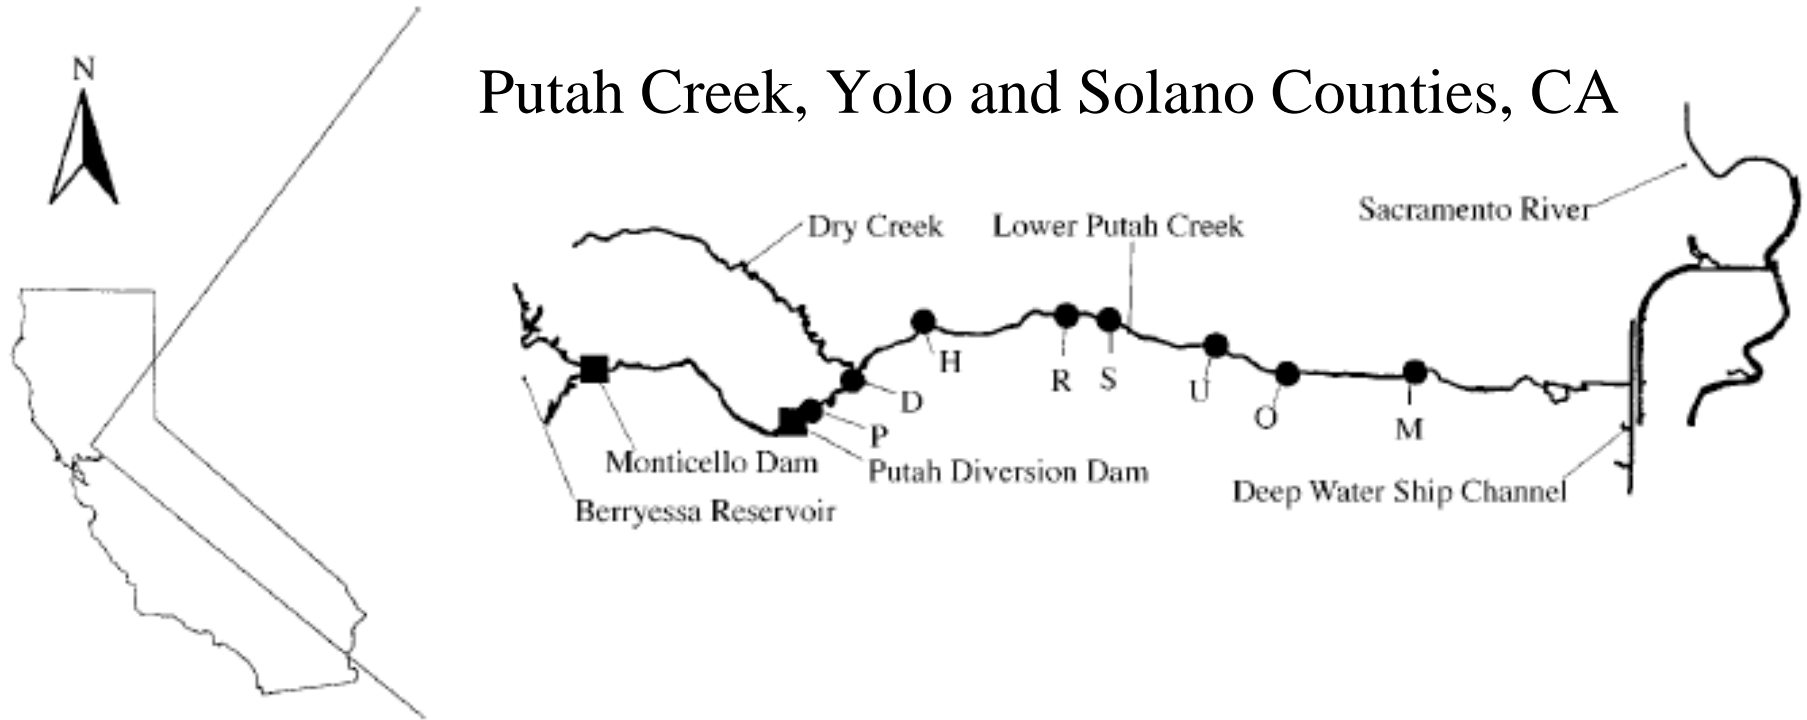 N
Putah Creek, Yolo and Solano Counties, CA
Sacramento River
Dry Creek
Lower Putah Creek
H
R
S
U
D
O
P
M
Monticello Dam
Putah Diversion Dam
Deep Water Ship Channel
Berryessa Reservoir